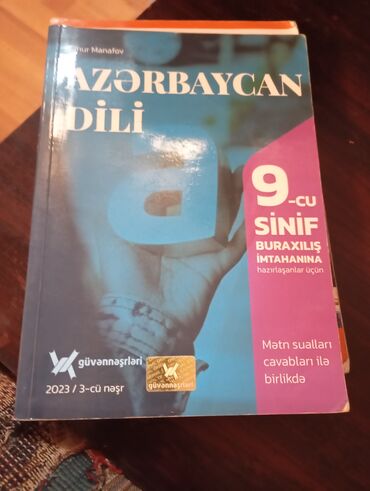 Manafov
AZƏRBAYCAN
DİLİ
9-CU
SİNİF
BURAXILIŞ
İMTAHANINA
hazırlaşanlar üçün
Mətn sualları
cavabları ilə
birlikdə
güvənnəşrləri
güvənnəşrləri
2023 / 3-cü nəşr